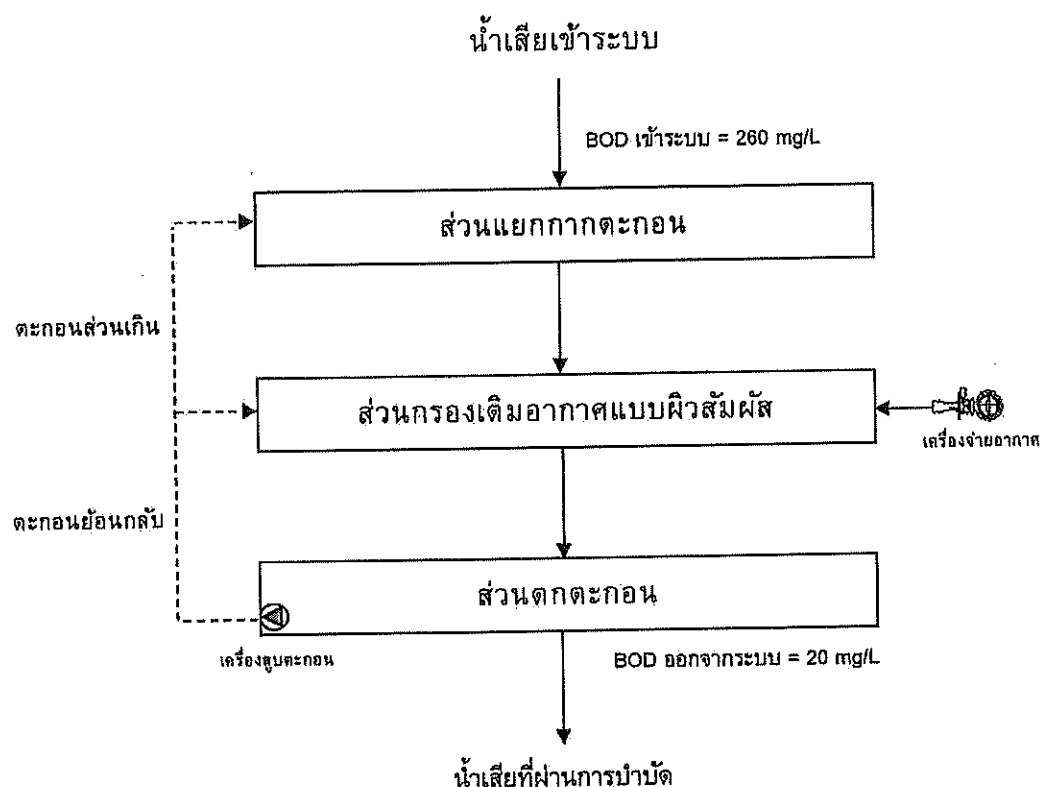 น้ำเสียเข้าระบบ
BOD เข้าระบบ = 260 mg/L
ส่วนแยกกากตะกอน
ตะกอนส่วนเกิน
ส่วนกรองเติมอากาศแบบผิวสัมผัส
เครื่องจ่ายอากาศ
ตะกอนย้อนกลับ
ส่วนตกตะกอน
เครื่องสูบตะกอน
BOD ออกจากระบบ = 20 mg/L
น้ำเสียที่ผ่านการบำบัด